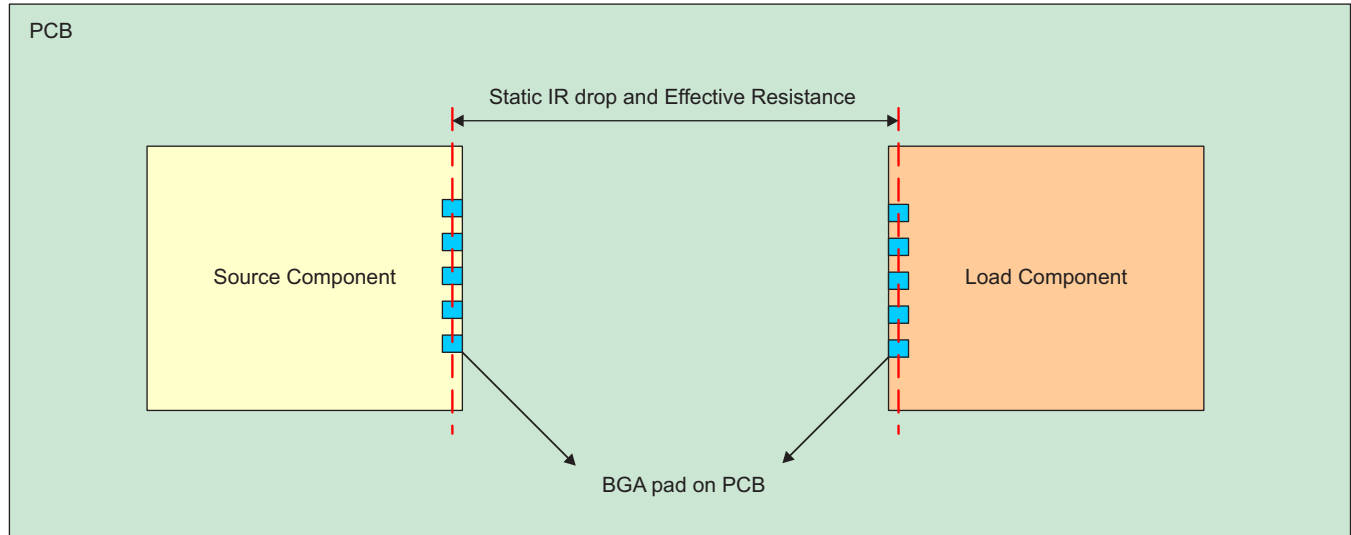 PCB
Static IR drop and Effective Resistance
Source Component
Load Component
BGA pad on PCB